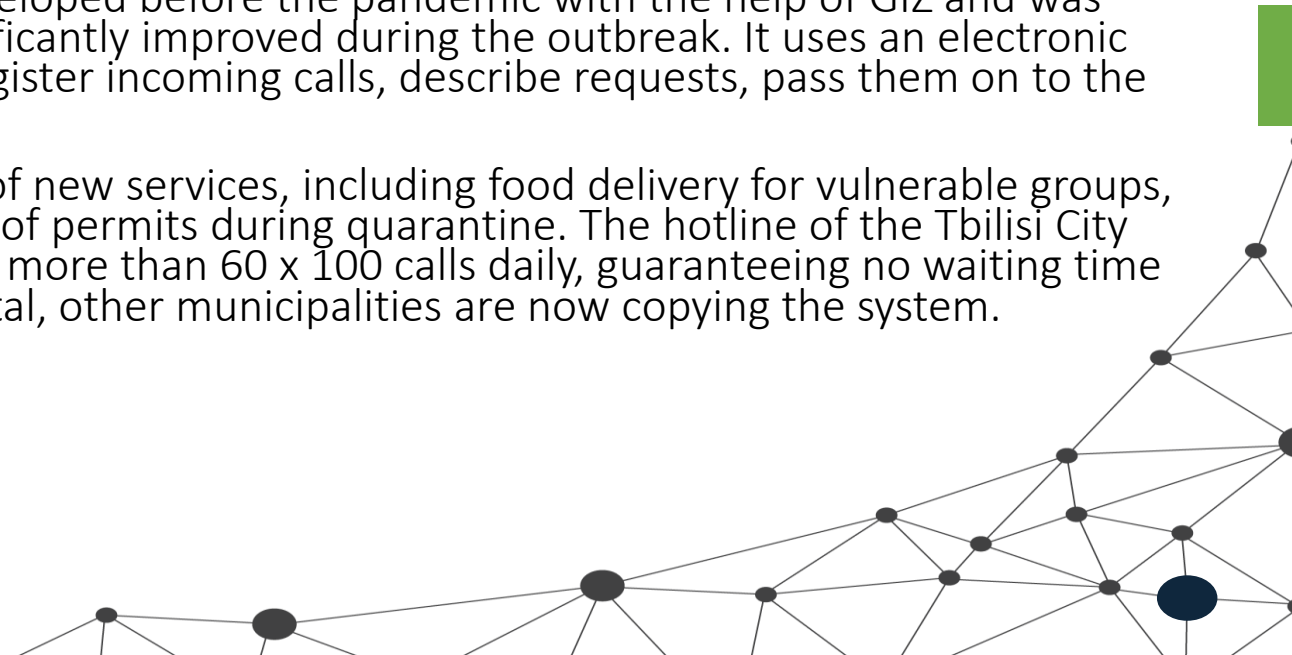 eloped before the pandemic with the help of GIZ and was
ficantly improved during the outbreak. It uses an electronic
gister incoming calls, describe requests, pass them on to the
of new services, including food delivery for vulnerable groups,
of permits during quarantine. The hotline of the Tbilisi City
more than 60 x 100 calls daily, guaranteeing no waiting time
tal, other municipalities are now copying the system.